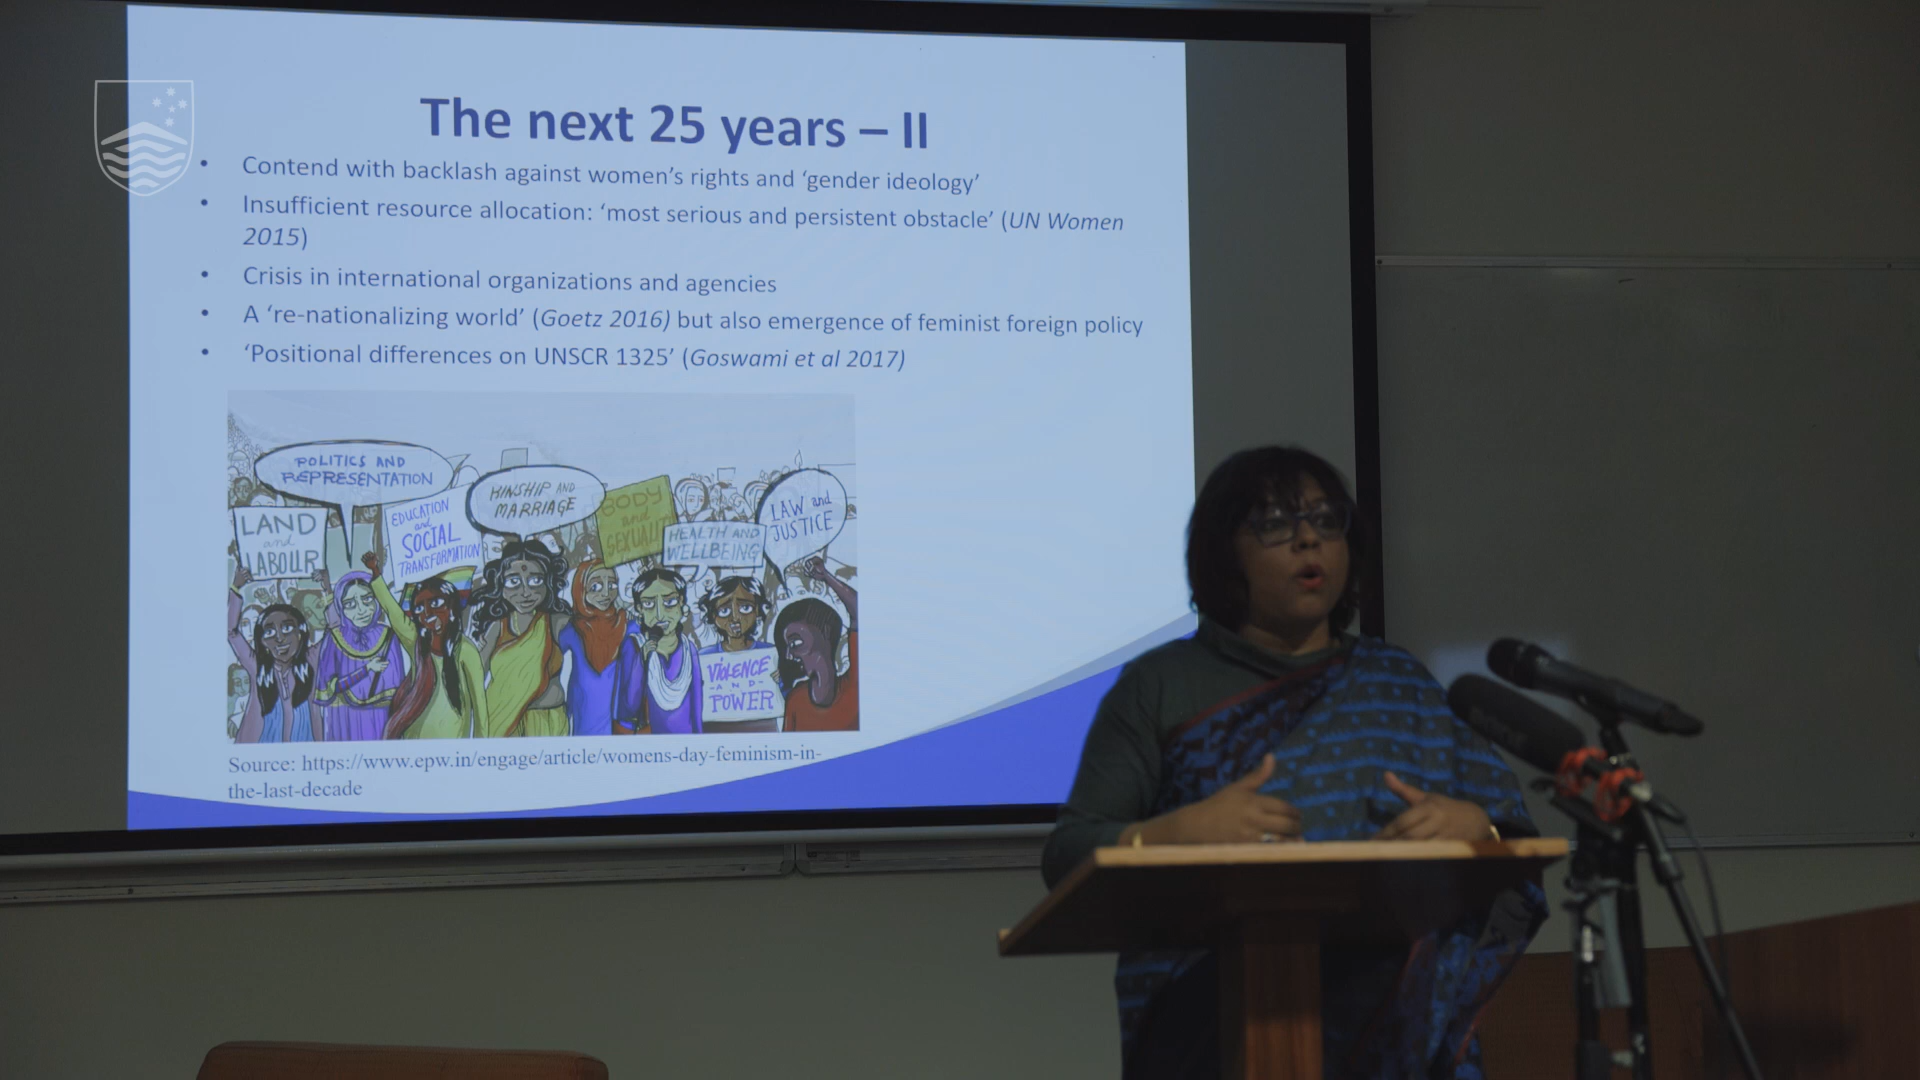 The next 25 years – II
• Contend with backlash against women's rights and 'gender ideology'
• Insufficient resource allocation: 'most serious and persistent obstacle' (UN Women
2015)
• Crisis in international organizations and agencies
• A 're-nationalizing world' (Goetz 2016) but also emergence of feminist foreign policy
• 'Positional differences on UNSCR 1325' (Goswami et al 2017)
POLITICS AND
REPRESENTATION
LAND
and
LABOUR
EDUCATION
and
SOCIAL
TRANSFORMATION
KINSHIP AND
MARRIAGE
BODY
and
SEXUALITY
HEALTH AND
WELLBEING
LAW and
JUSTICE
VIOLENCE
-AND-
POWER
Source: https://www.epw.in/engage/article/womens-day-feminism-in-
the-last-decade